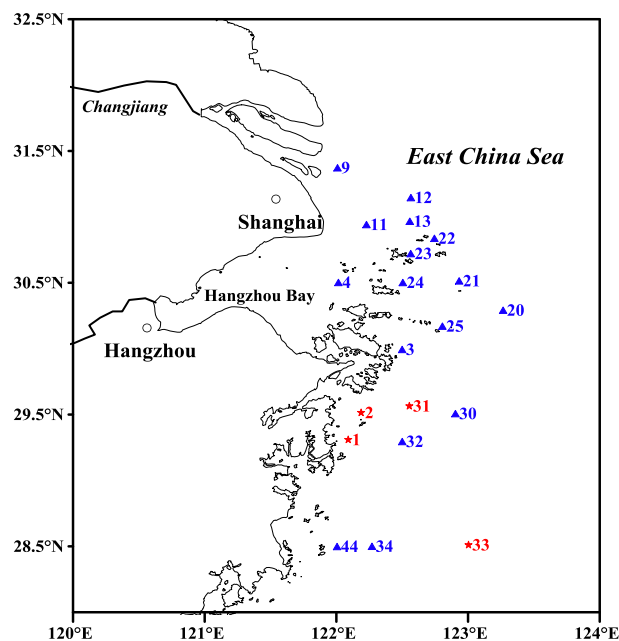 32.5°N
Changjiang
31.5°N
East China Sea
9
12
13
11
Shanghai
22
23
30.5°N
4
24
21
Hangzhou Bay
20
25
Hangzhou
3
31
2
29.5°N
30
1
32
28.5°N
44
34
33
120°E
121°E
122°E
123°E
124°E